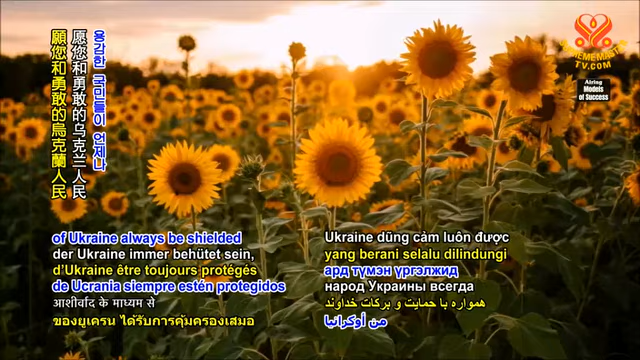 용감한 국민들이 언제나
愿您和勇敢的乌克兰人民
願您和勇敢的烏克蘭人民
SUPREMEMASTER
TV.COM
Airing
Models
of Success
of Ukraine always be shielded
der Ukraine immer behütet sein,
d'Ukraine être toujours protégés
de Ucrania siempre estén protegidos
आशीर्वाद के माध्यम से
ของยูเครน ได้รับการคุ้มครองเสมอ
Ukraine dũng cảm luôn được
yang berani selalu dilindungi
ард түмэн үргэлжид
народ Украины всегда
همواره با حمایت و برکات خداوند
من أوكرانيا